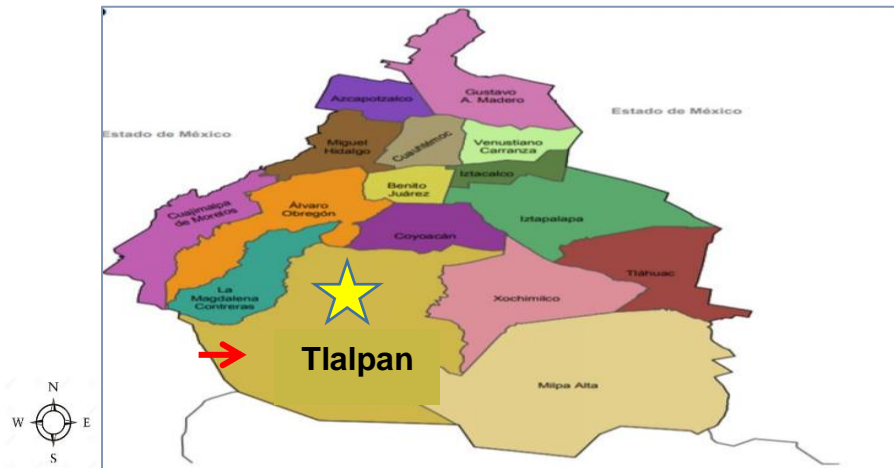 Azcapotzalco
Gustavo
A. Madero
Estado de México
Estado de México
Miguel
Hidalgo
Cuauhtémoc
Venustiano
Carranza
Iztacalco
Benito
Juárez
Cuajimalpa
de Morelos
Álvaro
Obregón
Iztapalapa
Coyoacán
Tláhuac
La
Magdalena
Contreras
Xochimilco
Tlalpan
Milpa Alta
N
W E
S